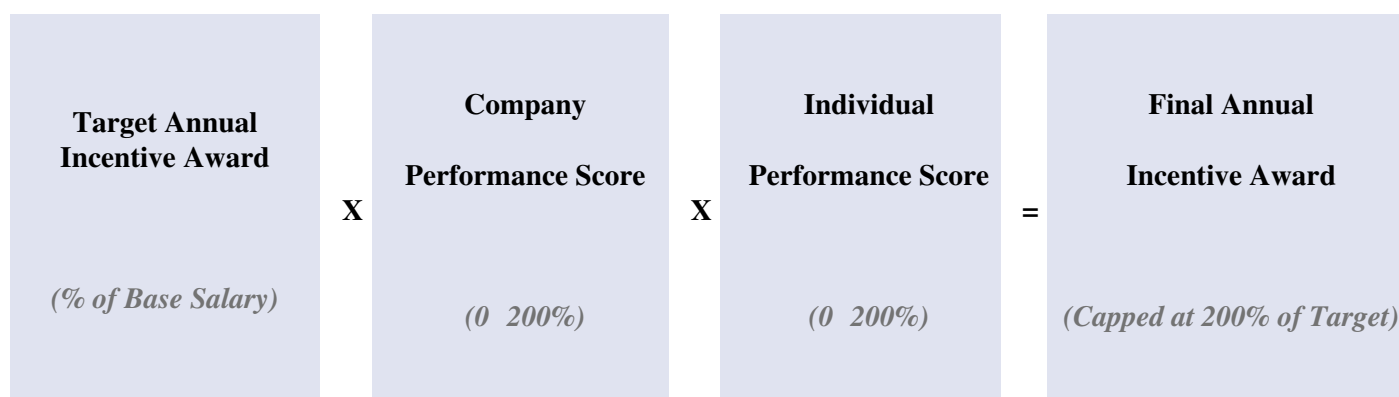 Target Annual
Incentive Award
(% of Base Salary)
X
Company
Performance Score
(0 200%)
X
Individual
Performance Score
(0 200%)
=
Final Annual
Incentive Award
(Capped at 200% of Target)